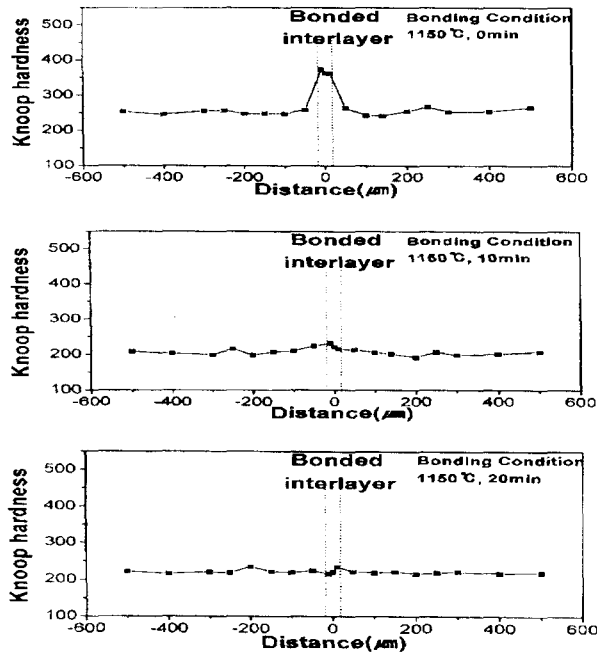 Bonded Bonding Condition
interlayer 1150℃, 0min
Knoop hardness
500
400
300
200
100
-600 -400 -200 0 200 400 600
Distance(μm)
Bonded Bonding Condition
interlayer 1150℃, 10min
Knoop hardness
500
400
300
200
100
-600 -400 -200 0 200 400 600
Distance(μm)
Bonded Bonding Condition
interlayer 1150℃, 20min
Knoop hardness
500
400
300
200
100
-600 -400 -200 0 200 400 600
Distance(μm)